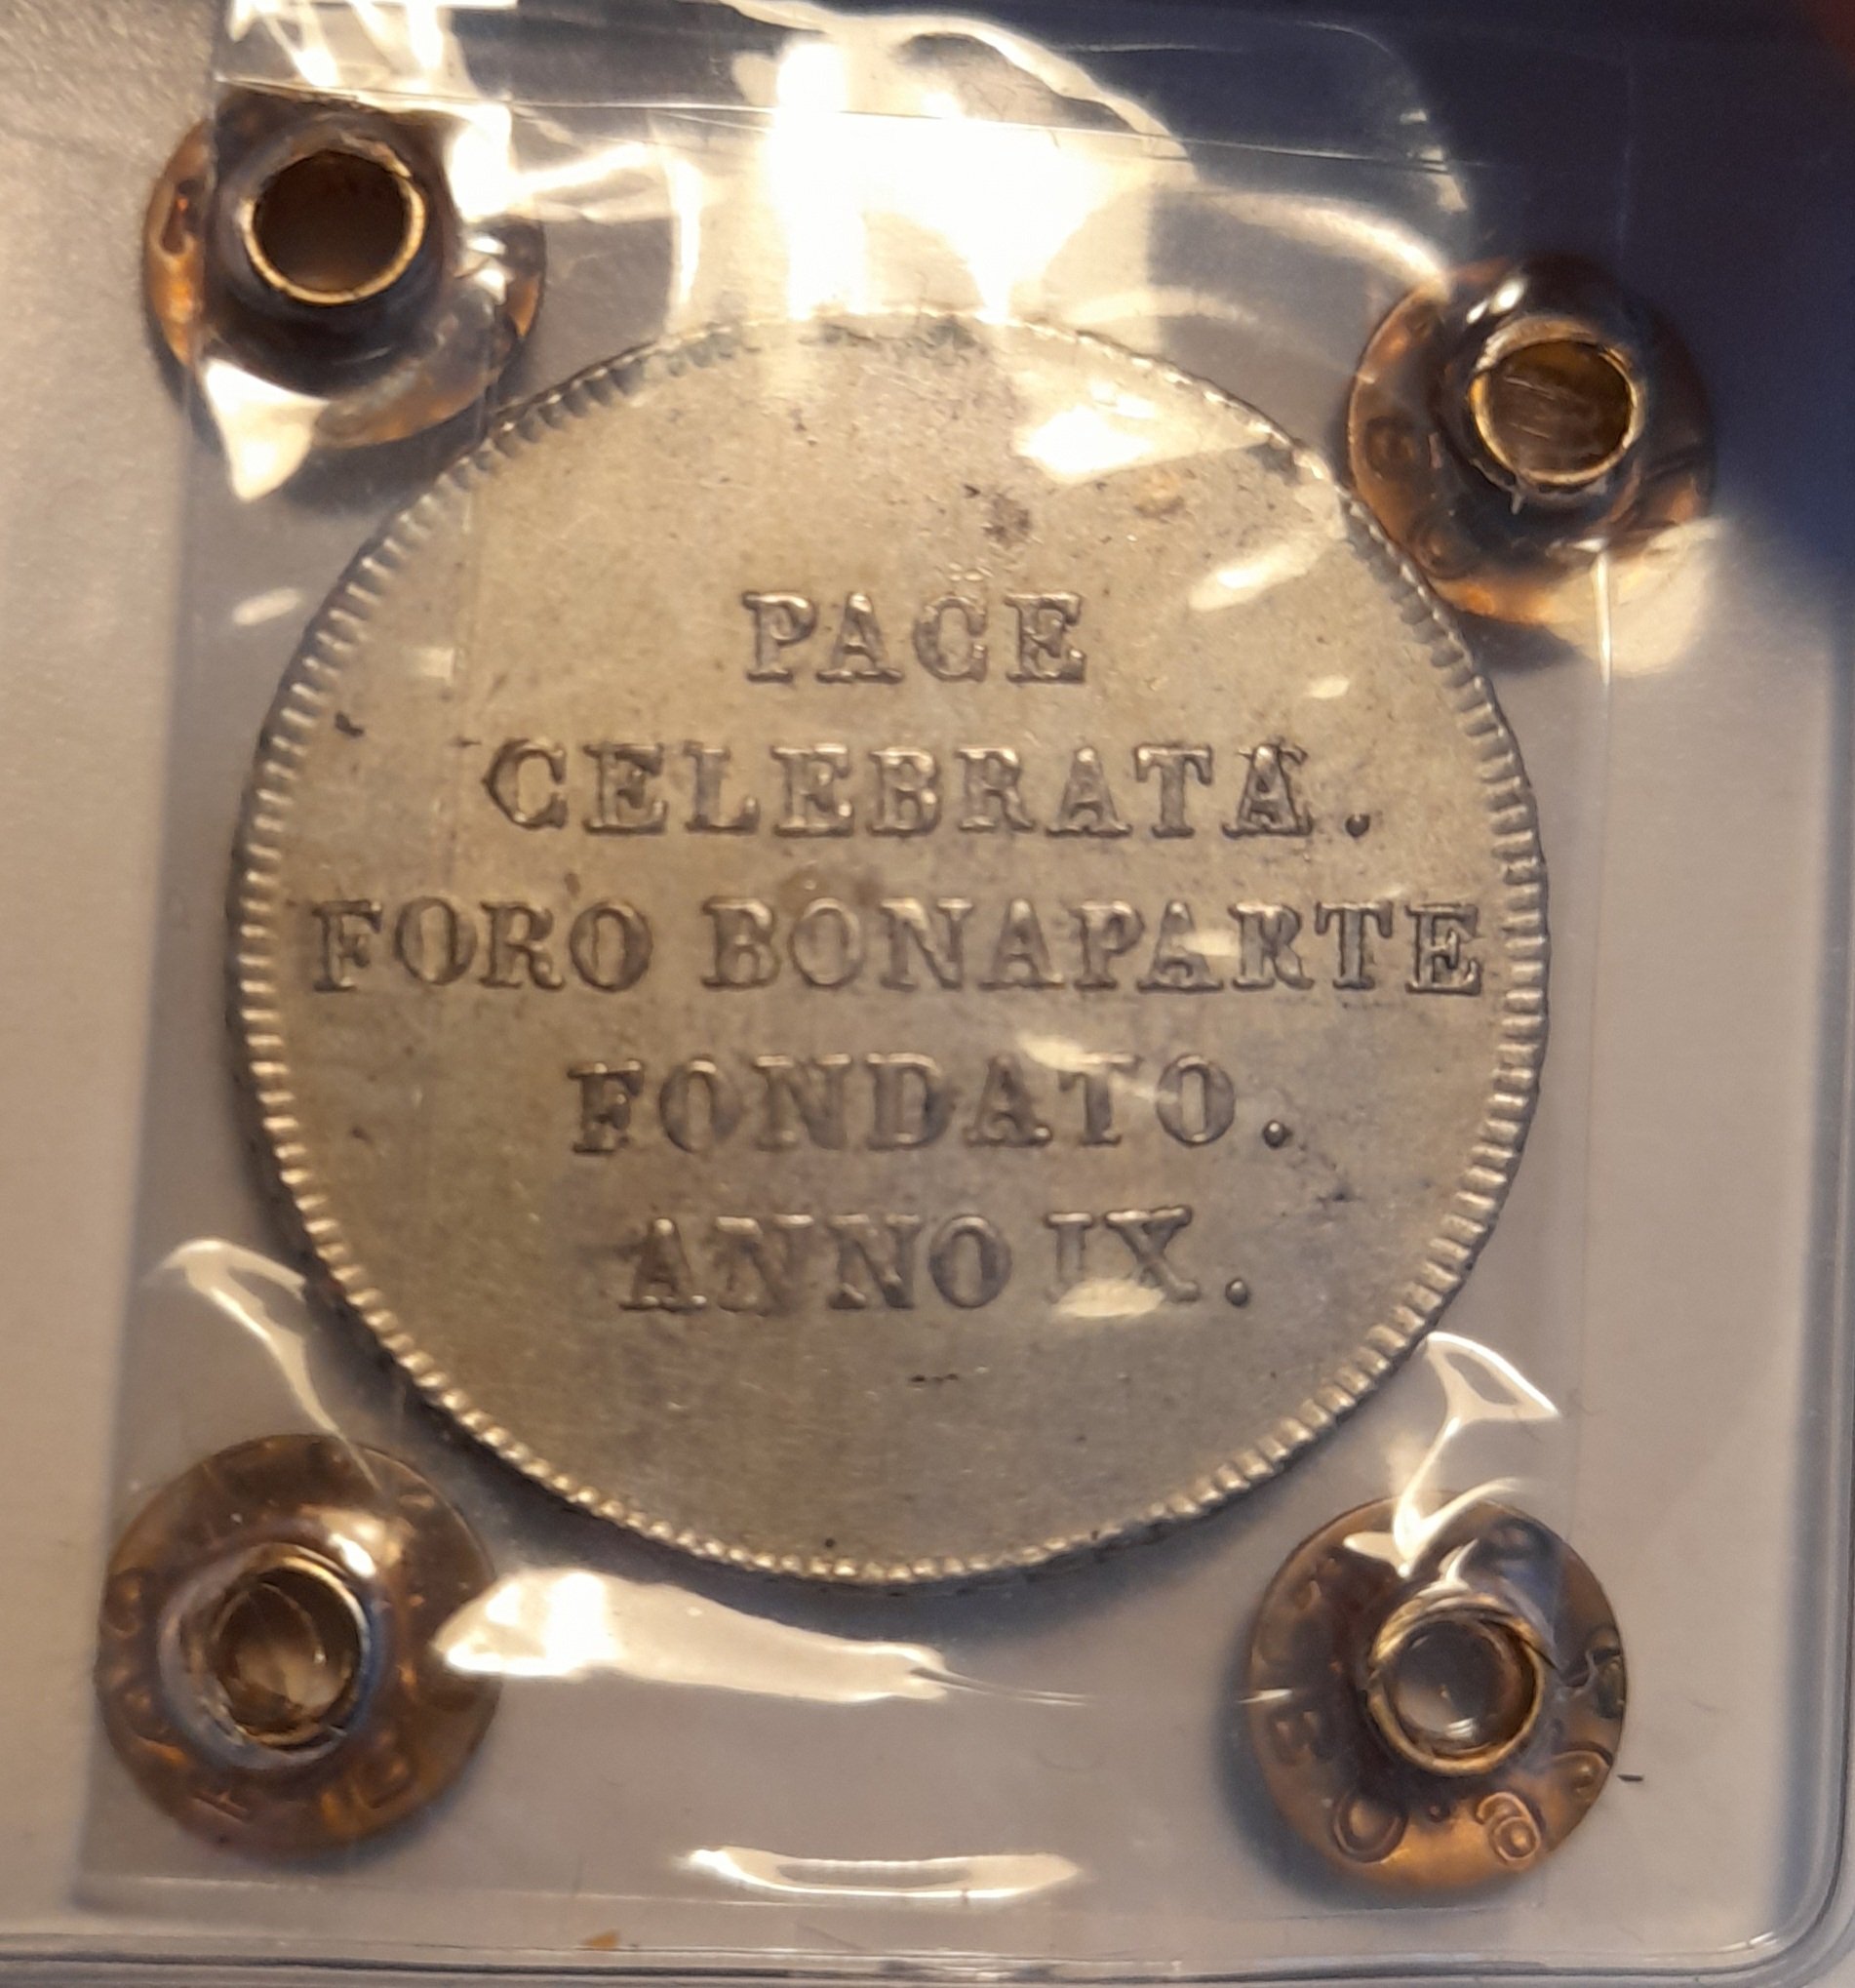 PACE
CELEBRATA.
FORO BONAPARTE
FONDATO.
ANNO IX.